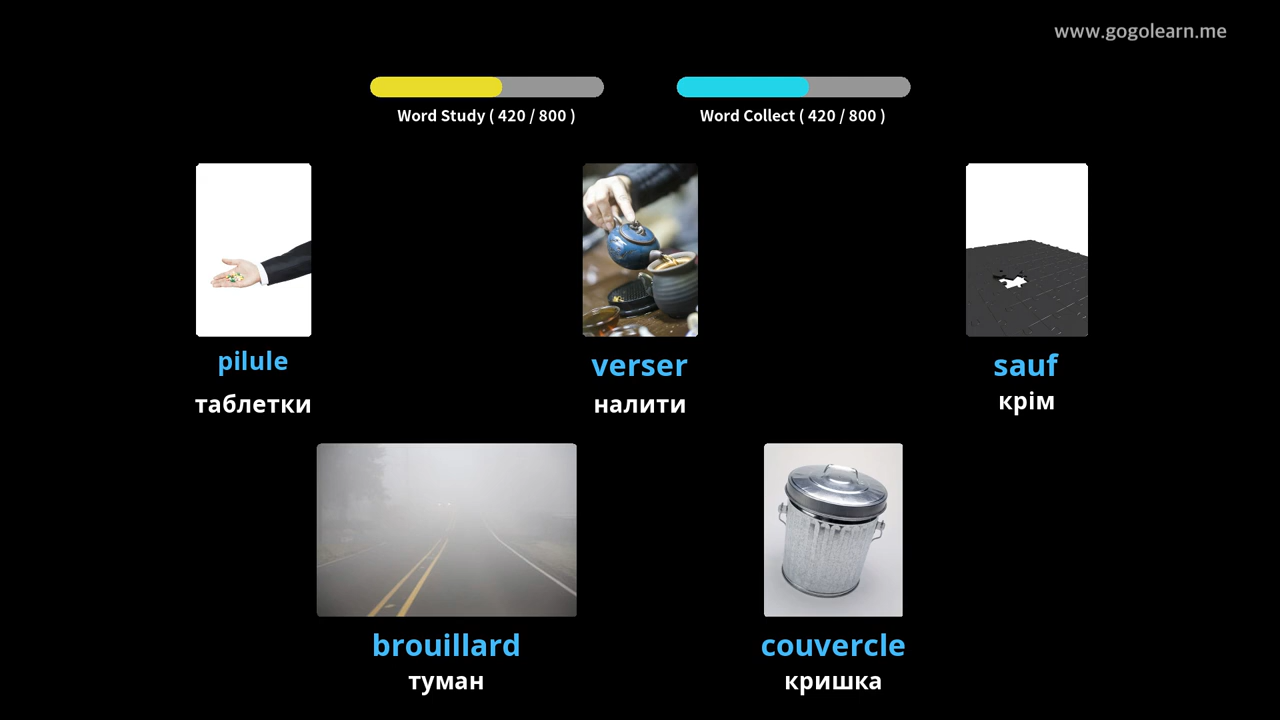 www.gogolearn.me
Word Study ( 420 / 800 )
Word Collect ( 420 / 800 )
pilule
verser
sauf
таблетки
налити
крім
brouillard
couvercle
туман
кришка